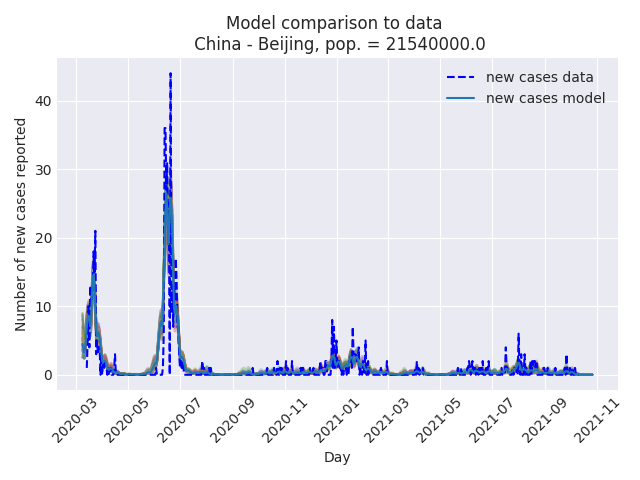 Model comparison to data
China - Beijing, pop. = 21540000.0
new cases data
new cases model
Number of new cases reported
40
30
20
10
0
2020-03
2020-05
2020-07
2020-09
2020-11
2021-01
2021-03
2021-05
2021-07
2021-09
2021-11
Day